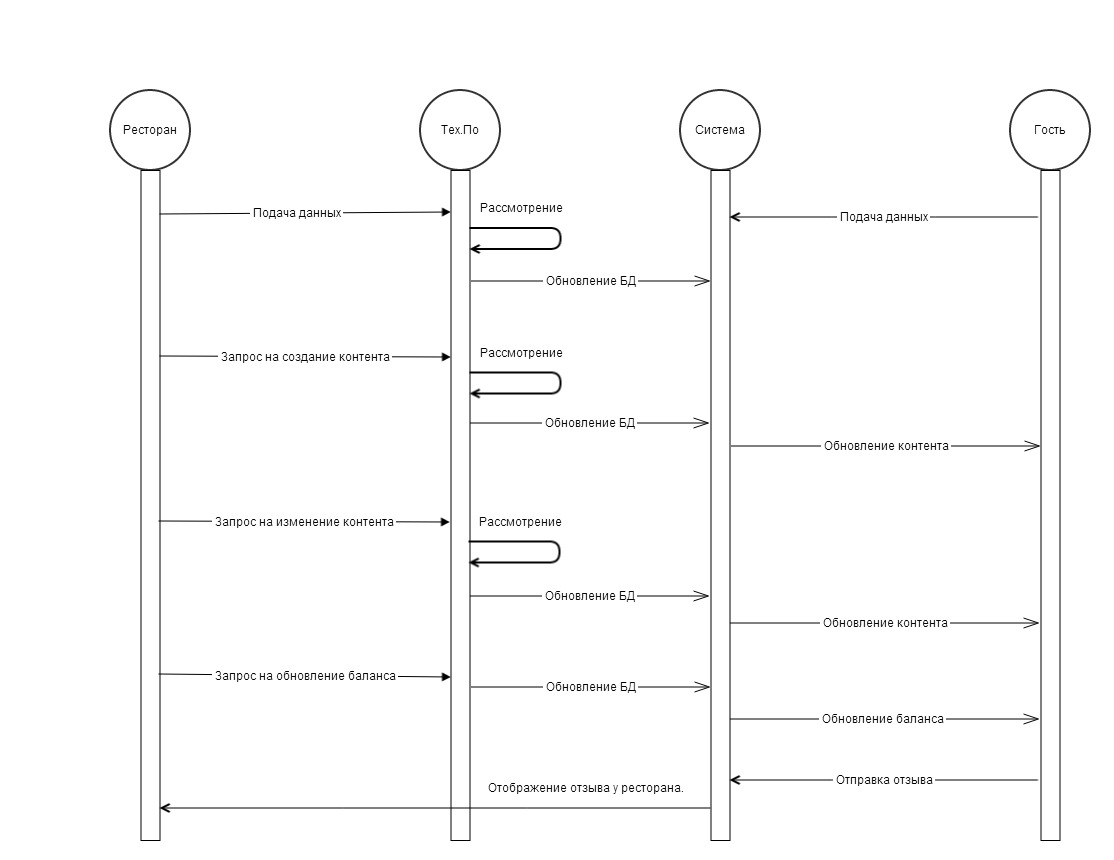 Ресторан
Тех.По
Система
Гость
Рассмотрение
Подача данных
Подача данных
Обновление БД
Рассмотрение
Запрос на создание контента
Обновление БД
Обновление контента
Запрос на изменение контента
Рассмотрение
Обновление БД
Обновление контента
Запрос на обновление баланса
Обновление БД
Обновление баланса
Отправка отзыва
Отображение отзыва у ресторана.